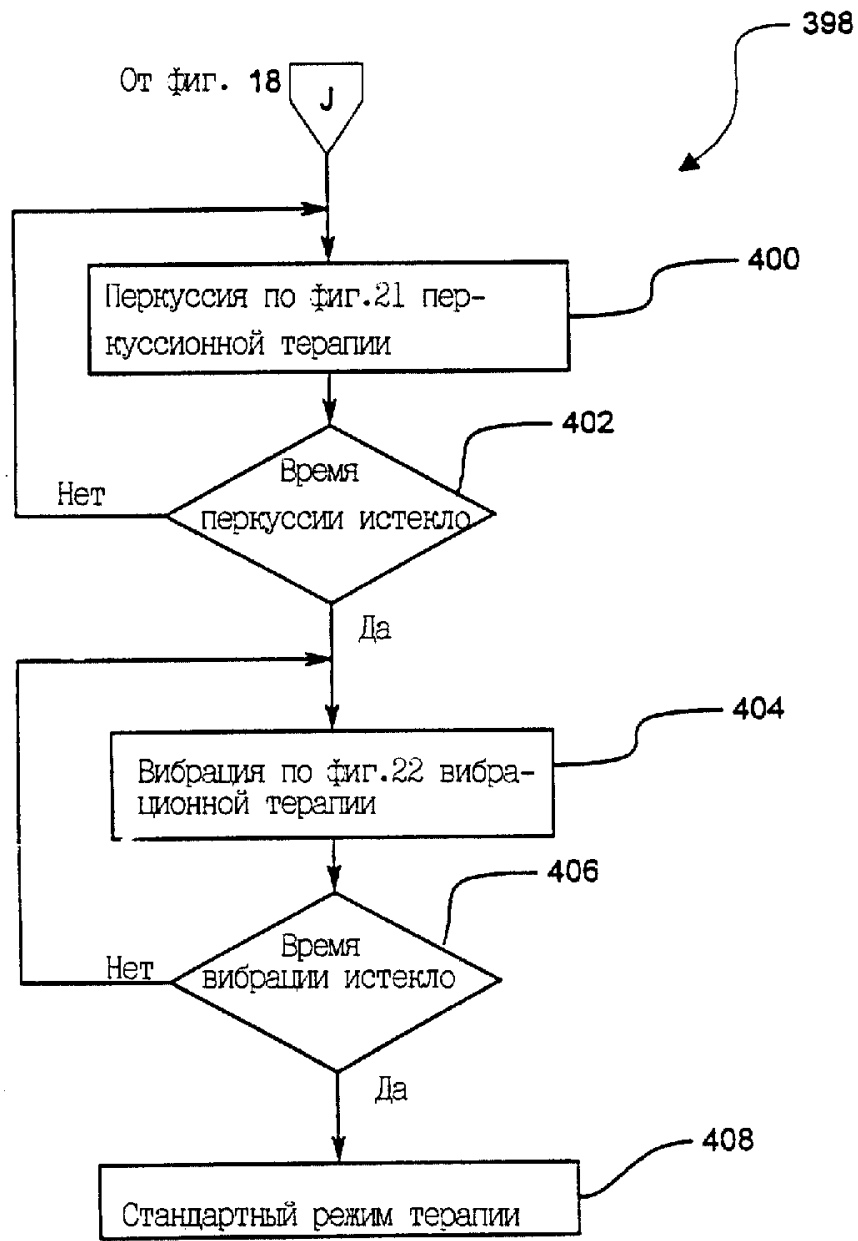 398
От фиг. 18
J
400
Перкуссия по фиг.21 пер-
куссионной терапии
402
Время
перкуссии истекло
Нет
Да
404
Вибрация по фиг.22 вибра-
ционной терапии
406
Время
вибрации истекло
Нет
Да
408
Стандартный режим терапии